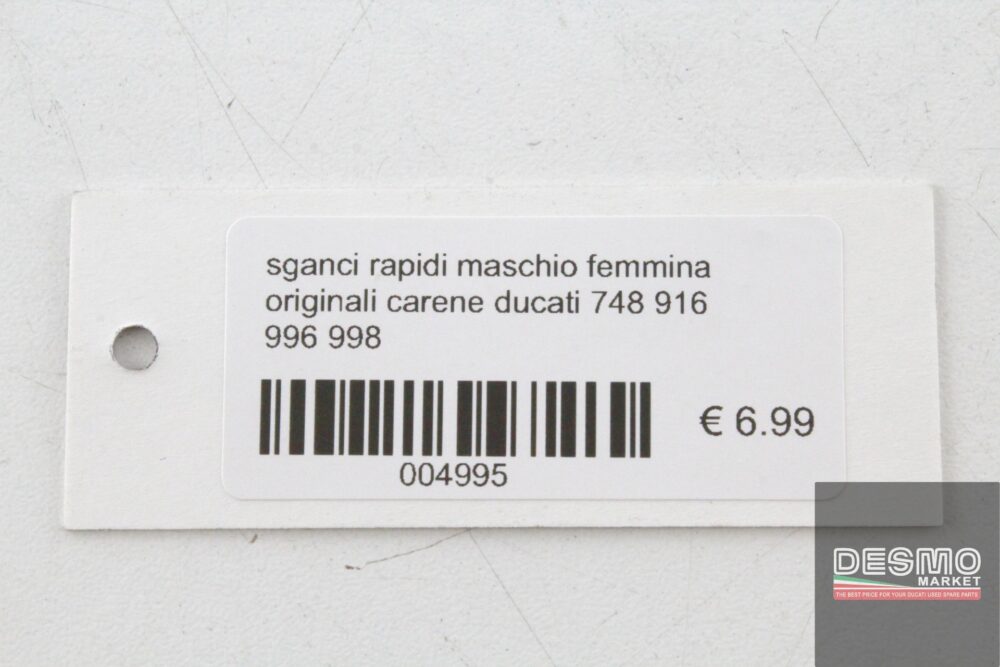 sganci rapidi maschio femmina
originali carene ducati 748 916
996 998
€ 6.99
004995
DESMO
MARKET
THE BEST PRICE FOR YOUR DUCATI USED SPARE PARTS